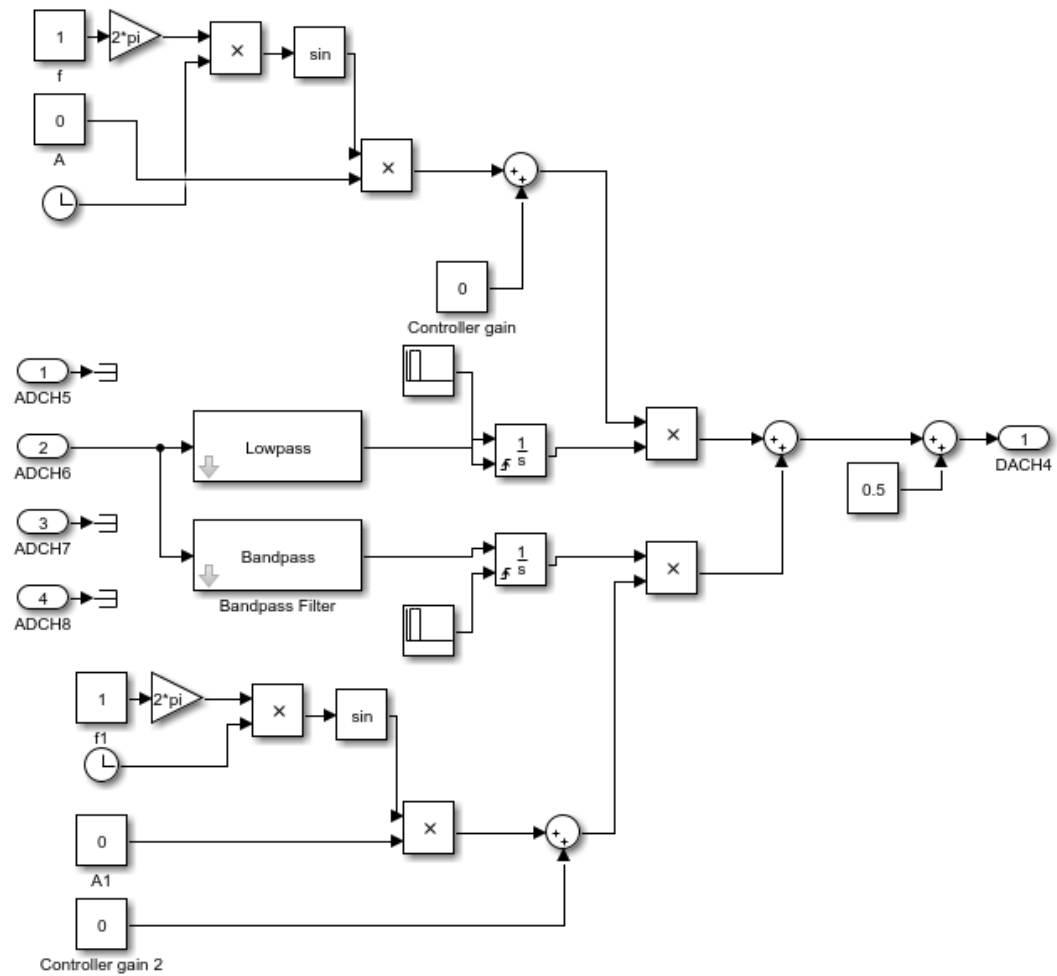 1
2*pi
×
sin
f
0
A
×
+
+
0
Controller gain
1
ADCH5
2
ADCH6
Lowpass
1
s
×
+
+
+
+
1
DACH4
0.5
3
ADCH7
Bandpass
1
s
×
Bandpass Filter
4
ADCH8
1
2*pi
×
sin
f1
0
A1
×
+
+
0
Controller gain 2